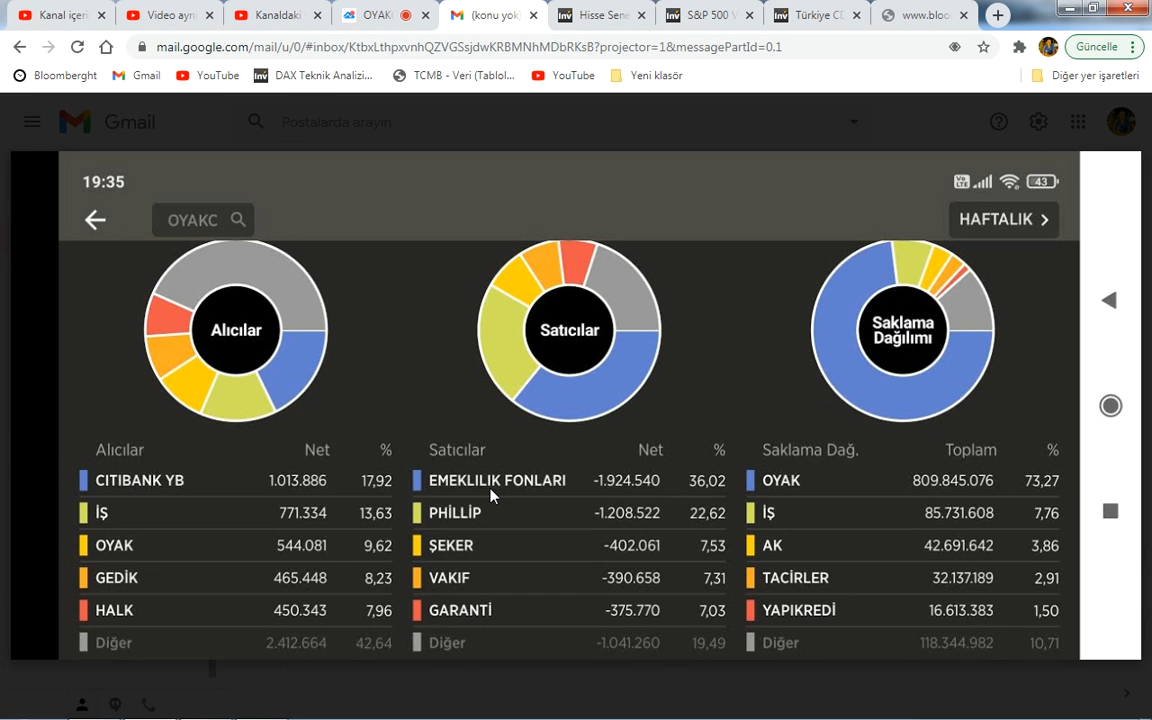 Kanal içeri
Video ayrı
Kanaldaki
OYAK
(konu yok)
Hisse Sene
S&P 500 V
Türkiye CD
www.bloo
mail.google.com/mail/u/0/#inbox/KtbxLthpxvnhQZVGSsjdwKRBMNhMDbRKsB?projector=1&messagePartId=0.1
Güncelle
Bloomberght
Gmail
YouTube
DAX Teknik Analizi...
TCMB - Veri (Tablol...
YouTube
Yeni klasör
Diğer yer işaretleri
Gmail
Postalarda arayın
19:35
43
OYAKC
HAFTALIK
Alıcılar
Satıcılar
Saklama
Dağılımı
Alıcılar Net % Satıcılar Net % Saklama Dağ. Toplam %
CITIBANK YB 1.013.886 17,92 EMEKLILIK FONLARI -1.924.540 36,02 OYAK 809.845.076 73,27
İŞ 771.334 13,63 PHİLLİP -1.208.522 22,62 İŞ 85.731.608 7,76
OYAK 544.081 9,62 ŞEKER -402.061 7,53 AK 42.691.642 3,86
GEDİK 465.448 8,23 VAKIF -390.658 7,31 TACİRLER 32.137.189 2,91
HALK 450.343 7,96 GARANTİ -375.770 7,03 YAPIKREDİ 16.613.383 1,50
Diğer 2.412.664 42,64 Diğer -1.041.260 19,49 Diğer 118.344.982 10,71